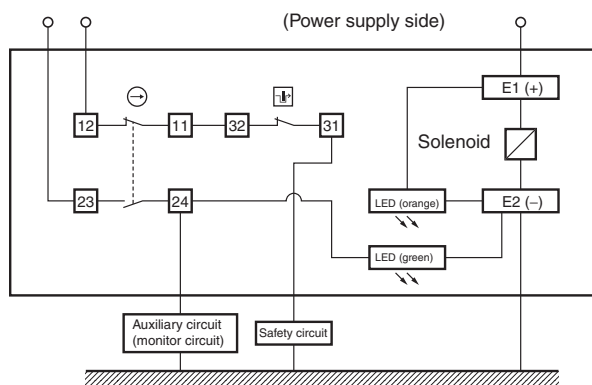 (Power supply side)
E1 (+)
12
11
32
31
Solenoid
23
24
LED (orange)
E2 (−)
LED (green)
Auxiliary circuit
(monitor circuit)
Safety circuit